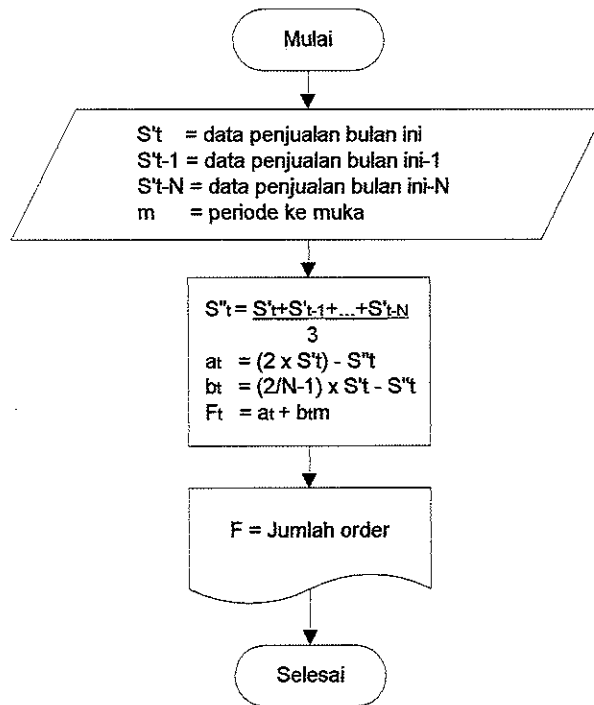 Mulai
S't = data penjualan bulan ini
S't-1 = data penjualan bulan ini-1
S't-N = data penjualan bulan ini-N
m = periode ke muka
S"t = S't+S't-1+...+S't-N
3
at = (2 x S't) - S"t
bt = (2/N-1) x S't - S"t
Ft = at + btm
F = Jumlah order
Selesai